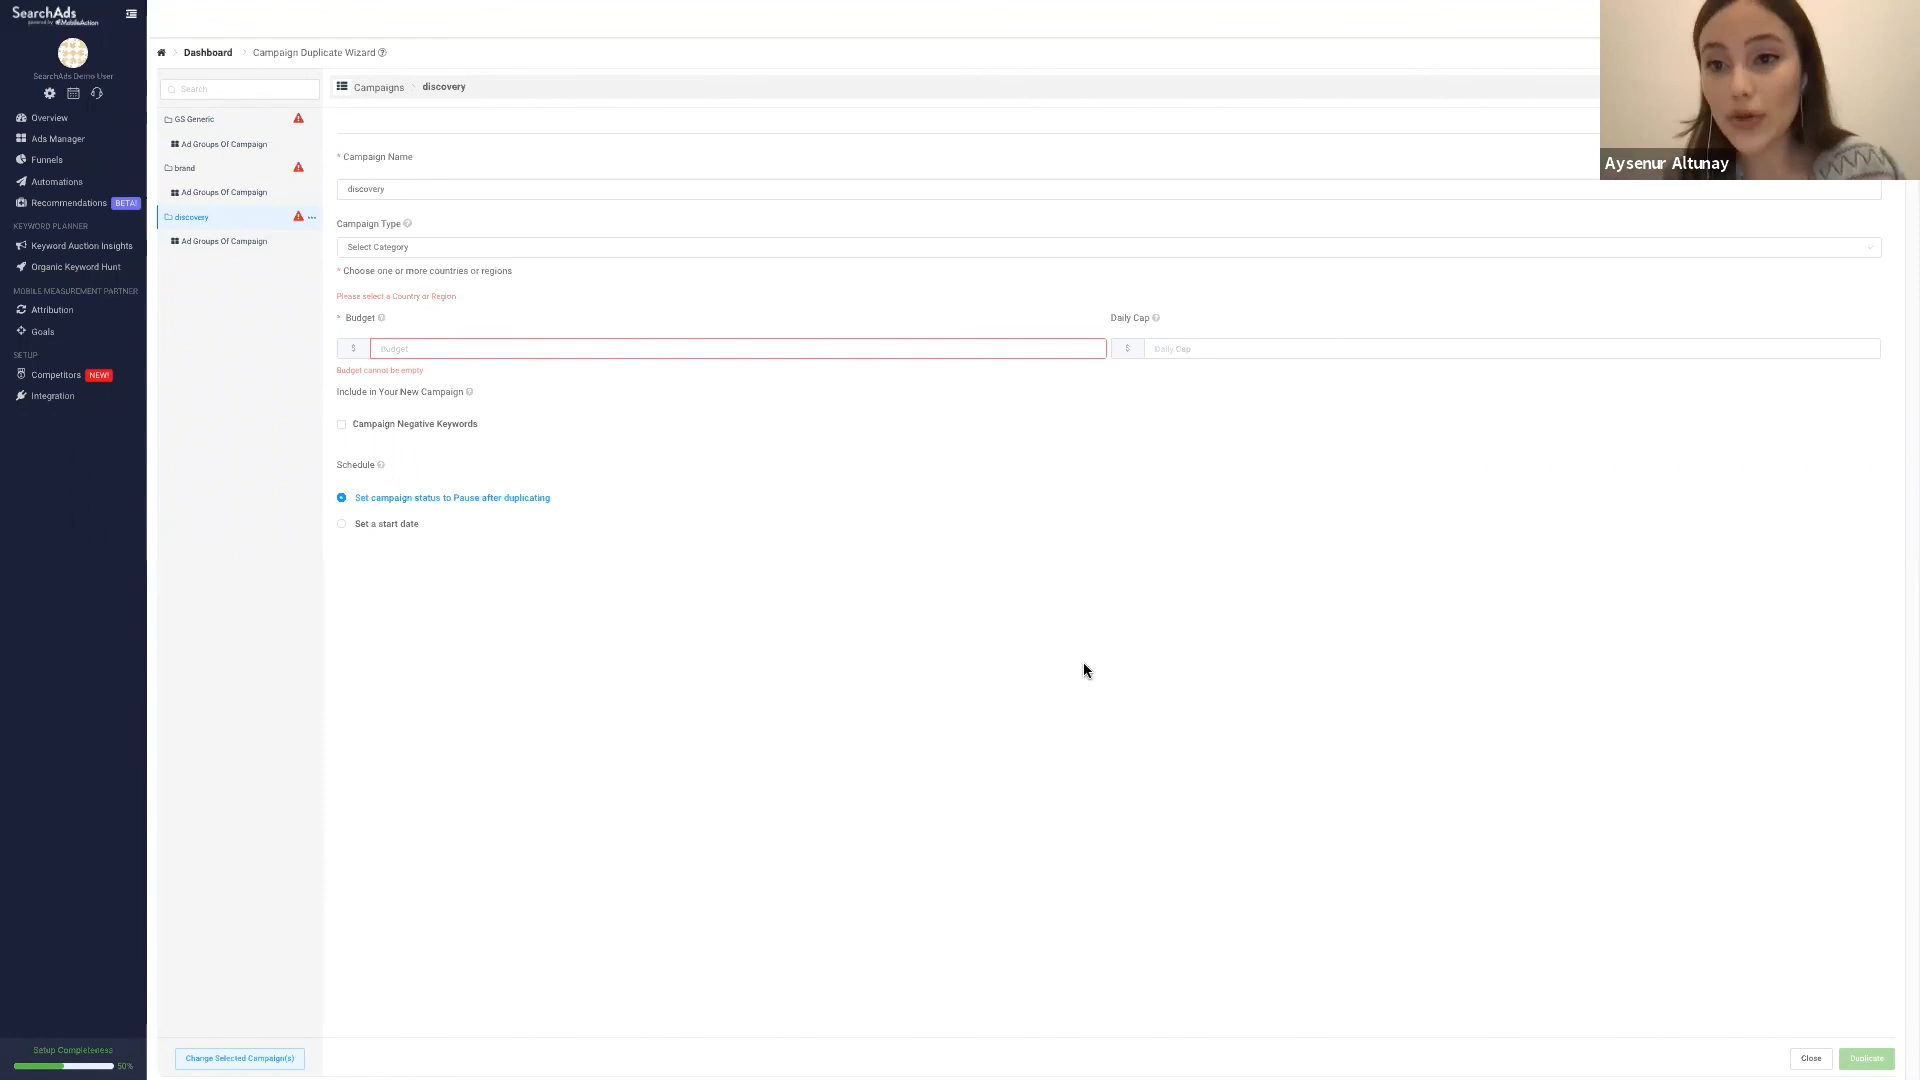 SearchAds
powered by MobileAction
SearchAds Demo User
Overview
Ads Manager
Funnels
Automations
Recommendations BETA!
KEYWORD PLANNER
Keyword Auction Insights
Organic Keyword Hunt
MOBILE MEASUREMENT PARTNER
Attribution
Goals
SETUP
Competitors NEW!
Integration
Setup Completeness
50%
Dashboard > Campaign Duplicate Wizard
Search
GS Generic
Ad Groups Of Campaign
brand
Ad Groups Of Campaign
discovery
Ad Groups Of Campaign
Change Selected Campaign(s)
Campaigns discovery
* Campaign Name
discovery
Campaign Type
Select Category
* Choose one or more countries or regions
Please select a Country or Region
* Budget
Daily Cap
$ Budget
$ Daily Cap
Budget cannot be empty
Include in Your New Campaign
Campaign Negative Keywords
Schedule
Set campaign status to Pause after duplicating
Set a start date
Close
Duplicate
Aysenur Altunay